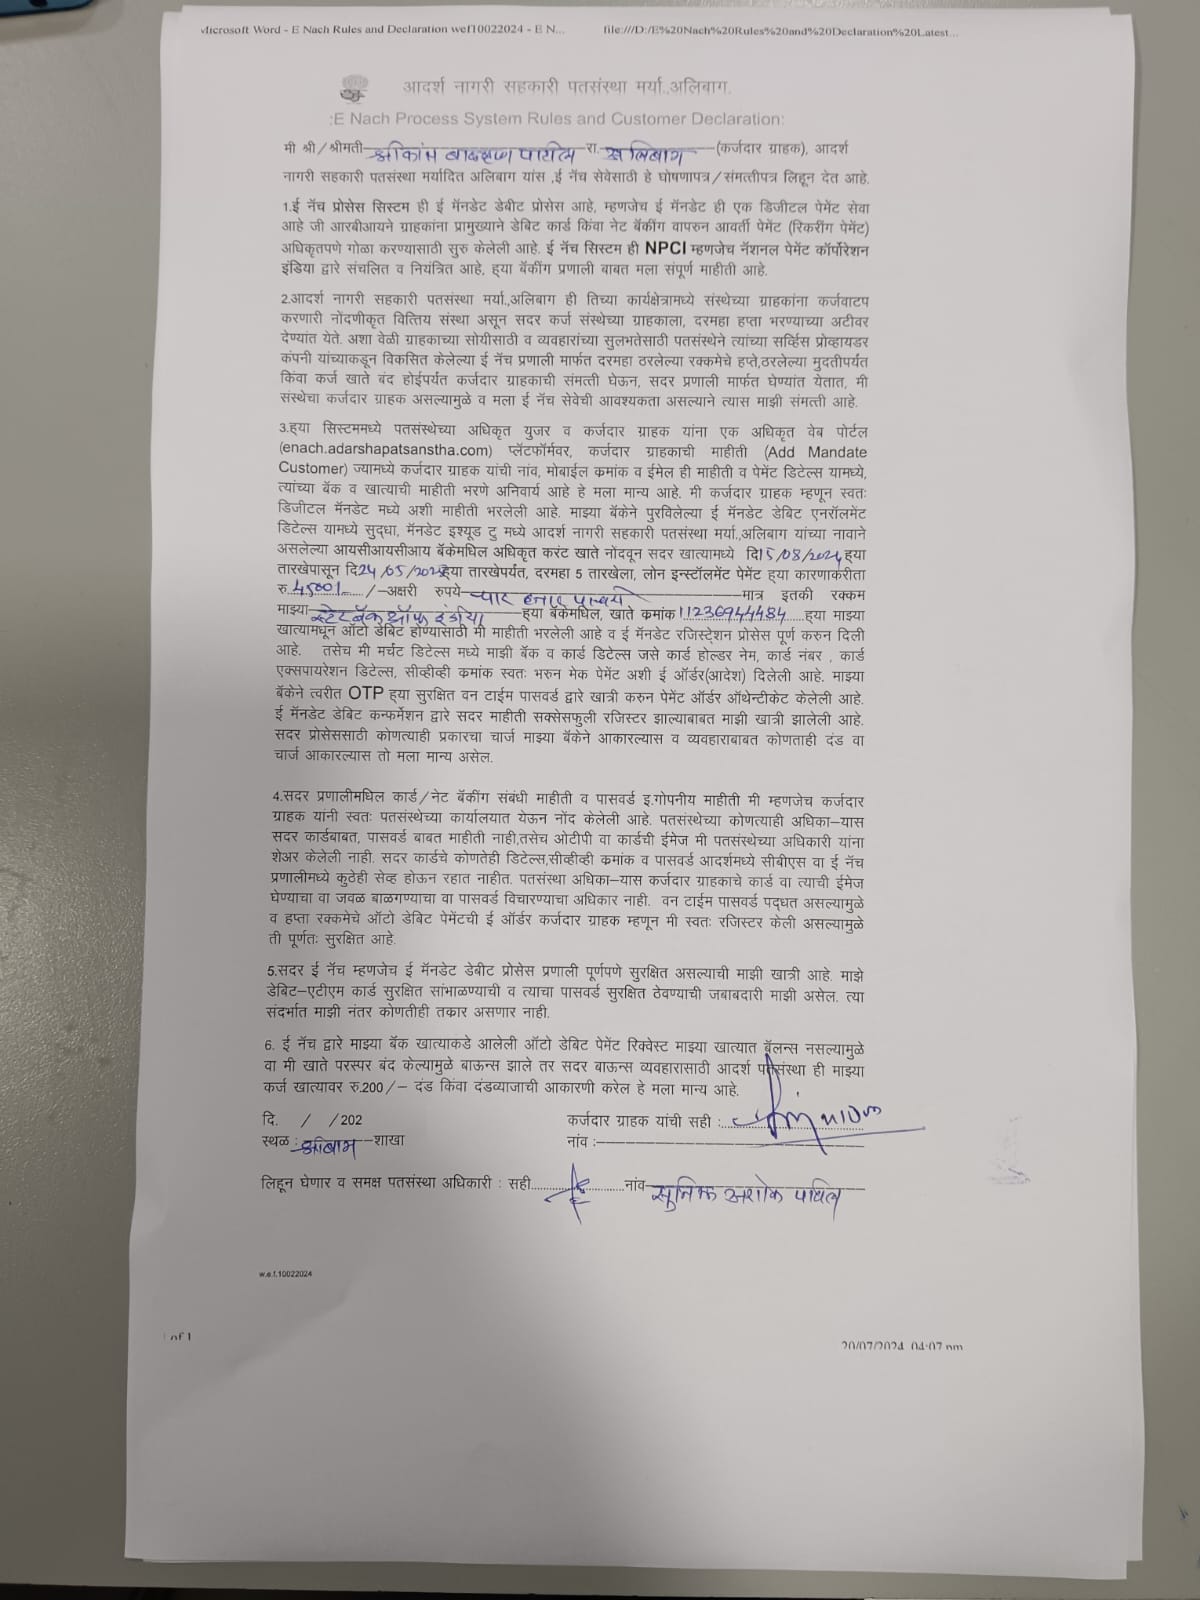 Microsoft Word - E Nach Rules and Declaration wef10022024 - E N... file:///D:/E%20Nach%20Rules%20and%20Declaration%20Latest...
आदर्श नागरी सहकारी पतसंस्था मर्या.,अलिबाग.
:E Nach Process System Rules and Customer Declaration:
मी श्री/श्रीमती पाटील रा. अलिबाग (कर्जदार ग्राहक), आदर्श
नागरी सहकारी पतसंस्था मर्यादित अलिबाग यांस ,ई नॅच सेवेसाठी हे घोषणापत्र/संमत्तीपत्र लिहून देत आहे.
1.ई नॅच प्रोसेस सिस्टम ही ई मॅनडेट डेबीट प्रोसेस आहे, म्हणजेच ई मॅनडेट ही एक डिजीटल पेमेंट सेवा
आहे जी आरबीआयने ग्राहकांना प्रामुख्याने डेबिट कार्ड किंवा नेट बॅकींग वापरुन आवर्ती पेमेंट (रिकरींग पेमेंट)
अधिकृतपणे गोळा करण्यासाठी सुरु केलेली आहे. ई नॅच सिस्टम ही NPCI म्हणजेच नॅशनल पेमेंट कॉर्पोरेशन
इंडिया द्वारे संचलित व नियंत्रित आहे, ह्या बॅकींग प्रणाली बाबत मला संपूर्ण माहीती आहे.
2.आदर्श नागरी सहकारी पतसंस्था मर्या.,अलिबाग ही तिच्या कार्यक्षेत्रामध्ये संस्थेच्या ग्राहकांना कर्जवाटप
करणारी नोंदणीकृत वित्तिय संस्था असून सदर कर्ज संस्थेच्या ग्राहकाला, दरमहा हप्ता भरण्याच्या अटीवर
देण्यांत येते. अशा वेळी ग्राहकाच्या सोयीसाठी व व्यवहारांच्या सुलभतेसाठी पतसंस्थेने त्यांच्या सर्व्हिस प्रोव्हायडर
कंपनी यांच्याकडून विकसित केलेल्या ई नॅच प्रणाली मार्फत दरमहा ठरलेल्या रक्कमेचे हप्ते,ठरलेल्या मुदतीपर्यंत
किंवा कर्ज खाते बंद होईपर्यंत कर्जदार ग्राहकाची संमत्ती घेऊन, सदर प्रणाली मार्फत घेण्यांत येतात, मी
संस्थेचा कर्जदार ग्राहक असल्यामुळे व मला ई नॅच सेवेची आवश्यकता असल्याने त्यास माझी संमत्ती आहे.
3.ह्या सिस्टममध्ये पतसंस्थेच्या अधिकृत युजर व कर्जदार ग्राहक यांना एक अधिकृत वेब पोर्टल
(enach.adarshapatsanstha.com) प्लॅटफॉर्मवर, कर्जदार ग्राहकाची माहीती (Add Mandate
Customer) ज्यामध्ये कर्जदार ग्राहक यांची नांव, मोबाईल क्रमांक व ईमेल ही माहीती व पेमेंट डिटेल्स यामध्ये,
त्यांच्या बॅक व खात्याची माहीती भरणे अनिवार्य आहे हे मला मान्य आहे. मी कर्जदार ग्राहक म्हणून स्वतः
डिजीटल मॅनडेट मध्ये अशी माहीती भरलेली आहे. माझ्या बॅकेने पुरविलेल्या ई मॅनडेट डेबिट एनरॉलमेंट
डिटेल्स यामध्ये सुद्धा, मॅनडेट इश्यूड टु मध्ये आदर्श नागरी सहकारी पतसंस्था मर्या.,अलिबाग यांच्या नावाने
असलेल्या आयसीआयसीआय बॅकेमधिल अधिकृत करंट खाते नोंदवून सदर खात्यामध्ये दि15/08/2024ह्या
तारखेपासून दि24/05/ ह्या तारखेपर्यंत, दरमहा 5 तारखेला, लोन इन्स्टॉलमेंट पेमेंट ह्या कारणाकरीता
रु. /-अक्षरी रुपये मात्र इतकी रक्कम
माझ्या स्टेट बॅक ऑफ इंडिया ह्या बॅकेमधिल, खाते क्रमांक 11236944484 ह्या माझ्या
खात्यामधून ऑटो डेबिट होण्यासाठी मी माहीती भरलेली आहे व ई मॅनडेट रजिस्ट्रेशन प्रोसेस पूर्ण करुन दिली
आहे. तसेच मी मर्चंट डिटेल्स मध्ये माझी बॅक व कार्ड डिटेल्स जसे कार्ड होल्डर नेम, कार्ड नंबर , कार्ड
एक्सपायरेशन डिटेल्स, सीव्हीव्ही क्रमांक स्वतः भरुन मेक पेमेंट अशी ई ऑर्डर(आदेश) दिलेली आहे. माझ्या
बॅकेने त्वरीत OTP ह्या सुरक्षित वन टाईम पासवर्ड द्वारे खात्री करुन पेमेंट ऑर्डर ऑथेन्टीकेट केलेली आहे.
ई मॅनडेट डेबिट कन्फर्मेशन द्वारे सदर माहीती सक्सेसफुली रजिस्टर झाल्याबाबत माझी खात्री झालेली आहे.
सदर प्रोसेससाठी कोणत्याही प्रकारचा चार्ज माझ्या बॅकेने आकारल्यास व व्यवहाराबाबत कोणताही दंड वा
चार्ज आकारल्यास तो मला मान्य असेल.
4.सदर प्रणालीमधिल कार्ड/नेट बॅकींग संबंधी माहीती व पासवर्ड इ.गोपनीय माहीती मी म्हणजेच कर्जदार
ग्राहक यांनी स्वतः पतसंस्थेच्या कार्यालयात येऊन नोंद केलेली आहे. पतसंस्थेच्या कोणत्याही अधिका-यास
सदर कार्डबाबत, पासवर्ड बाबत माहीती नाही,तसेच ओटीपी वा कार्डची ईमेज मी पतसंस्थेच्या अधिकारी यांना
शेअर केलेली नाही. सदर कार्डचे कोणतेही डिटेल्स,सीव्हीव्ही क्रमांक व पासवर्ड आदर्शमध्ये सीबीएस वा ई नॅच
प्रणालीमध्ये कुठेही सेव्ह होऊन रहात नाहीत. पतसंस्था अधिका-यास कर्जदार ग्राहकाचे कार्ड वा त्याची ईमेज
घेण्याचा वा जवळ बाळगण्याचा वा पासवर्ड विचारण्याचा अधिकार नाही. वन टाईम पासवर्ड पद्धत असल्यामुळे
व हप्ता रक्कमेचे ऑटो डेबिट पेमेंटची ई ऑर्डर कर्जदार ग्राहक म्हणून मी स्वतः रजिस्टर केली असल्यामुळे
ती पूर्णतः सुरक्षित आहे.
5.सदर ई नॅच म्हणजेच ई मॅनडेट डेबीट प्रोसेस प्रणाली पूर्णपणे सुरक्षित असल्याची माझी खात्री आहे. माझे
डेबिट-एटीएम कार्ड सुरक्षित सांभाळण्याची व त्याचा पासवर्ड सुरक्षित ठेवण्याची जबाबदारी माझी असेल. त्या
संदर्भात माझी नंतर कोणतीही तक्रार असणार नाही.
6. ई नॅच द्वारे माझ्या बॅक खात्याकडे आलेली ऑटो डेबिट पेमेंट रिक्वेस्ट माझ्या खात्यात बॅलन्स नसल्यामुळे
वा मी खाते परस्पर बंद केल्यामुळे बाऊन्स झाले तर सदर बाऊन्स व्यवहारासाठी आदर्श पतसंस्था ही माझ्या
कर्ज खात्यावर रु.200/- दंड किंवा दंडव्याजाची आकारणी करेल हे मला मान्य आहे.
दि. / /202 कर्जदार ग्राहक यांची सही :
स्थळ : शाखा नांव :
लिहून घेणार व समक्ष पतसंस्था अधिकारी : सही नांव अशोक पाटील
w.e.f.10022024
1 of 1
20/07/2024, 04:07 pm